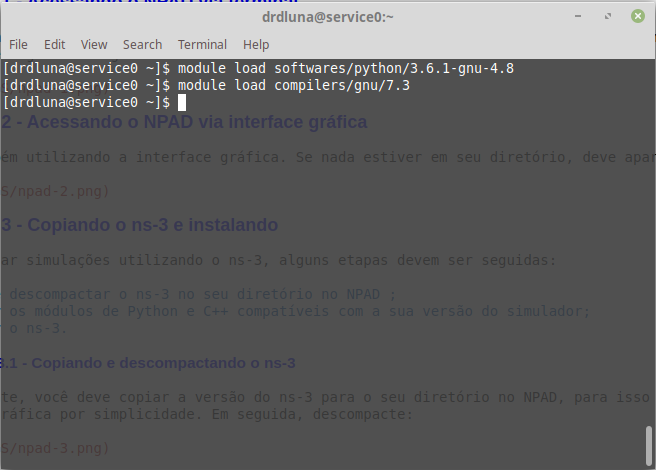 drdluna@service0:~
File Edit View Search Terminal Help
[drdluna@service0 ~]$ module load softwares/python/3.6.1-gnu-4.8
[drdluna@service0 ~]$ module load compilers/gnu/7.3
[drdluna@service0 ~]$
2 - Acessando o NPAD via interface gráfica
ém utilizando a interface gráfica. Se nada estiver em seu diretório, deve apar
S/npad-2.png)
3 - Copiando o ns-3 e instalando
ar simulações utilizando o ns-3, alguns etapas devem ser seguidas:
descompactar o ns-3 no seu diretório no NPAD ;
os módulos de Python e C++ compatíveis com a sua versão do simulador;
o ns-3.
3.1 - Copiando e descompactando o ns-3
te, você deve copiar a versão do ns-3 para o seu diretório no NPAD, para isso
ráfica por simplicidade. Em seguida, descompacte:
S/npad-3.png)